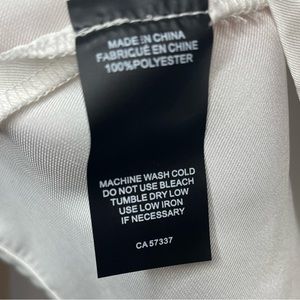 MADE IN CHINA
FABRIQUÉ EN CHINE
100%POLYESTER
MACHINE WASH COLD
DO NOT USE BLEACH
TUMBLE DRY LOW
USE LOW IRON
IF NECESSARY
CA 57337